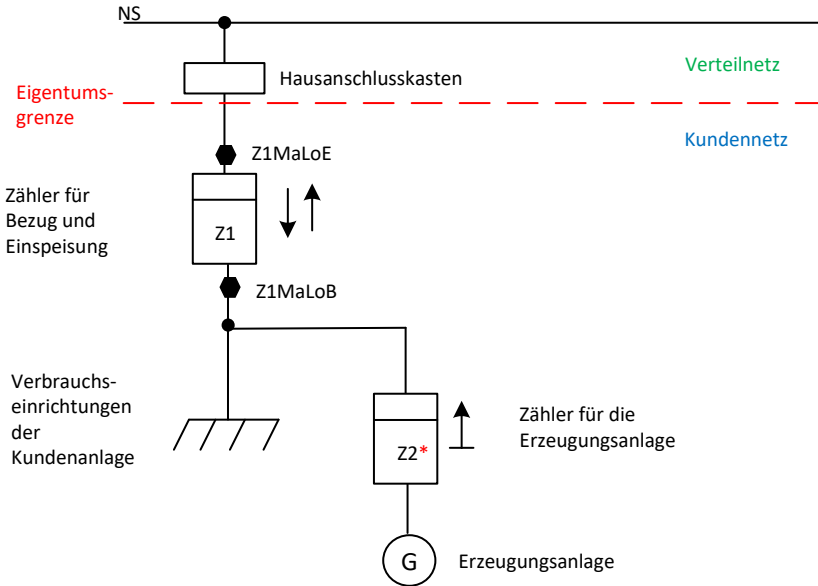 NS
Hausanschlusskasten
Verteilnetz
Eigentums-
grenze
Kundennetz
Z1MaLoE
Zähler für
Bezug und
Einspeisung
Z1
Z1MaLoB
Verbrauchs-
einrichtungen
der
Kundenanlage
Z2*
Zähler für die
Erzeugungsanlage
G
Erzeugungsanlage